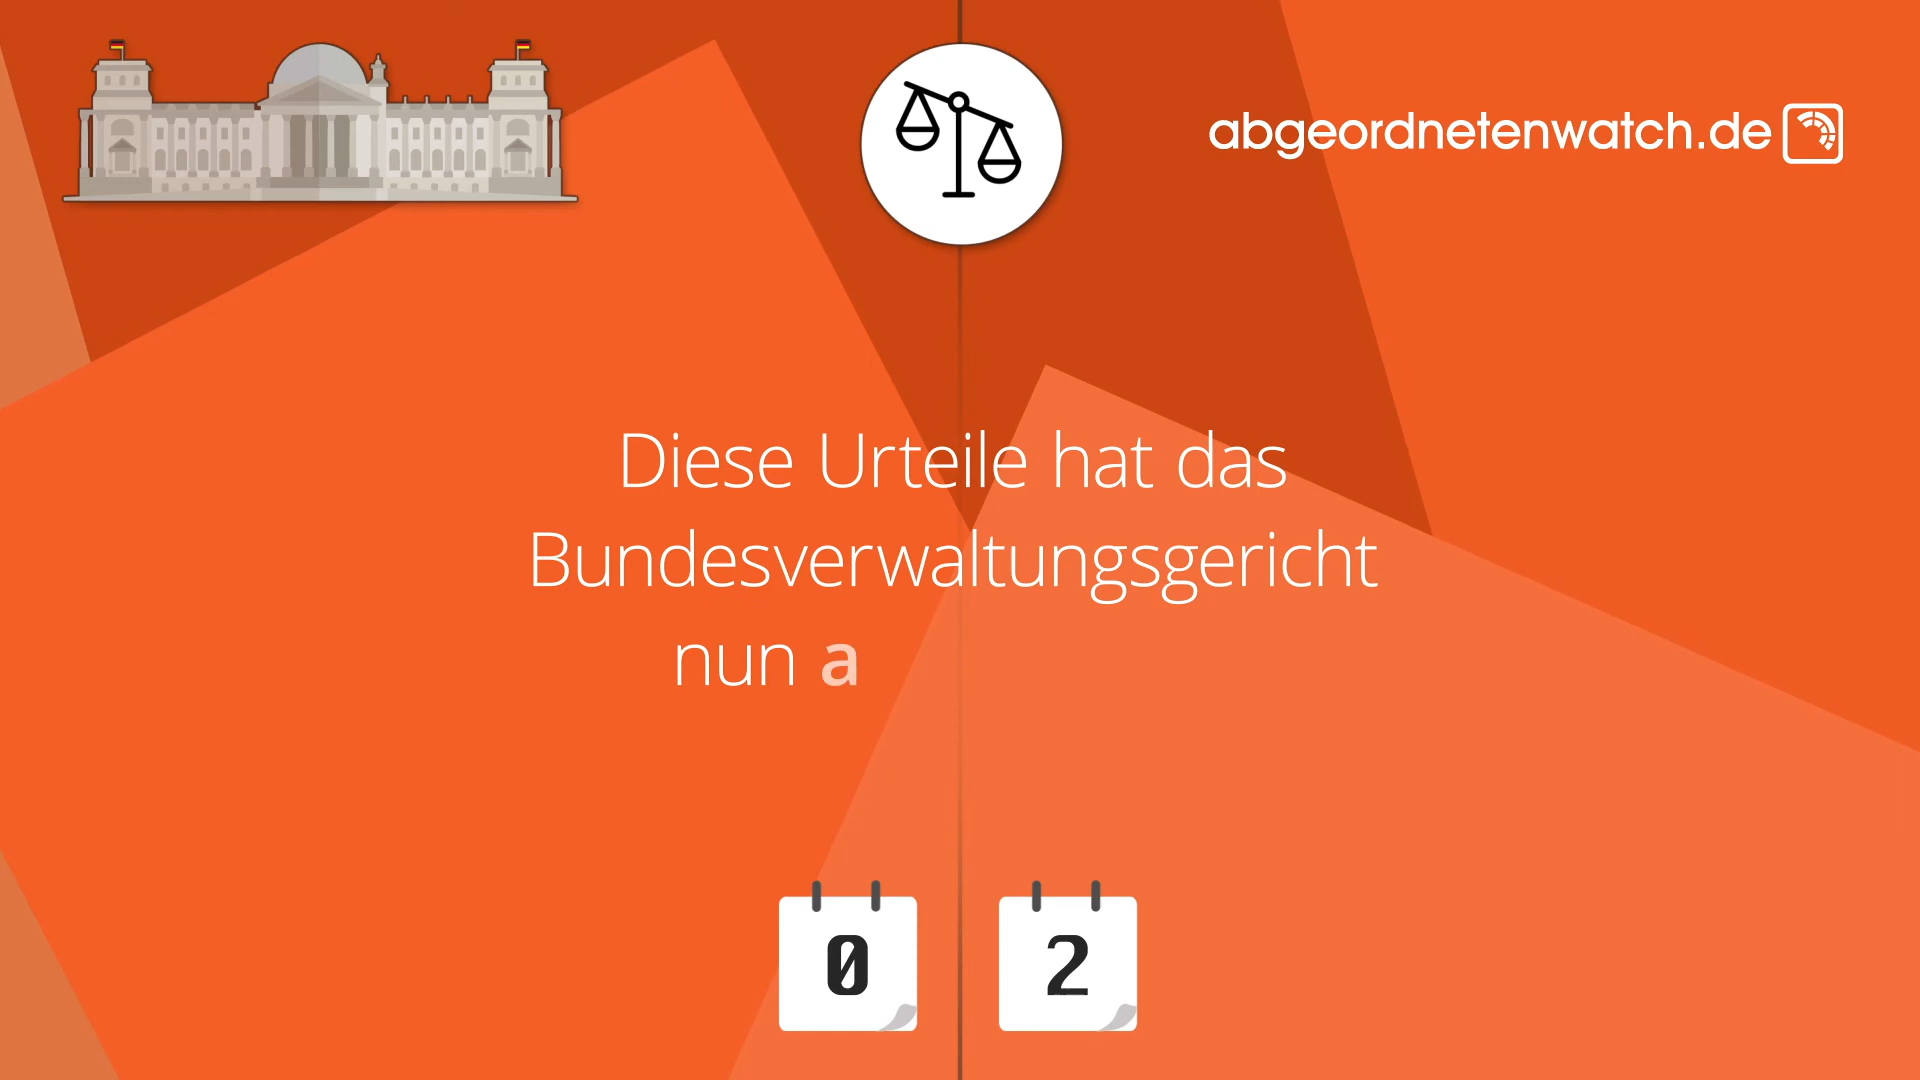 abgeordnetenwatch.de
Diese Urteile hat das
Bundesverwaltungsgericht
nun a
0 2